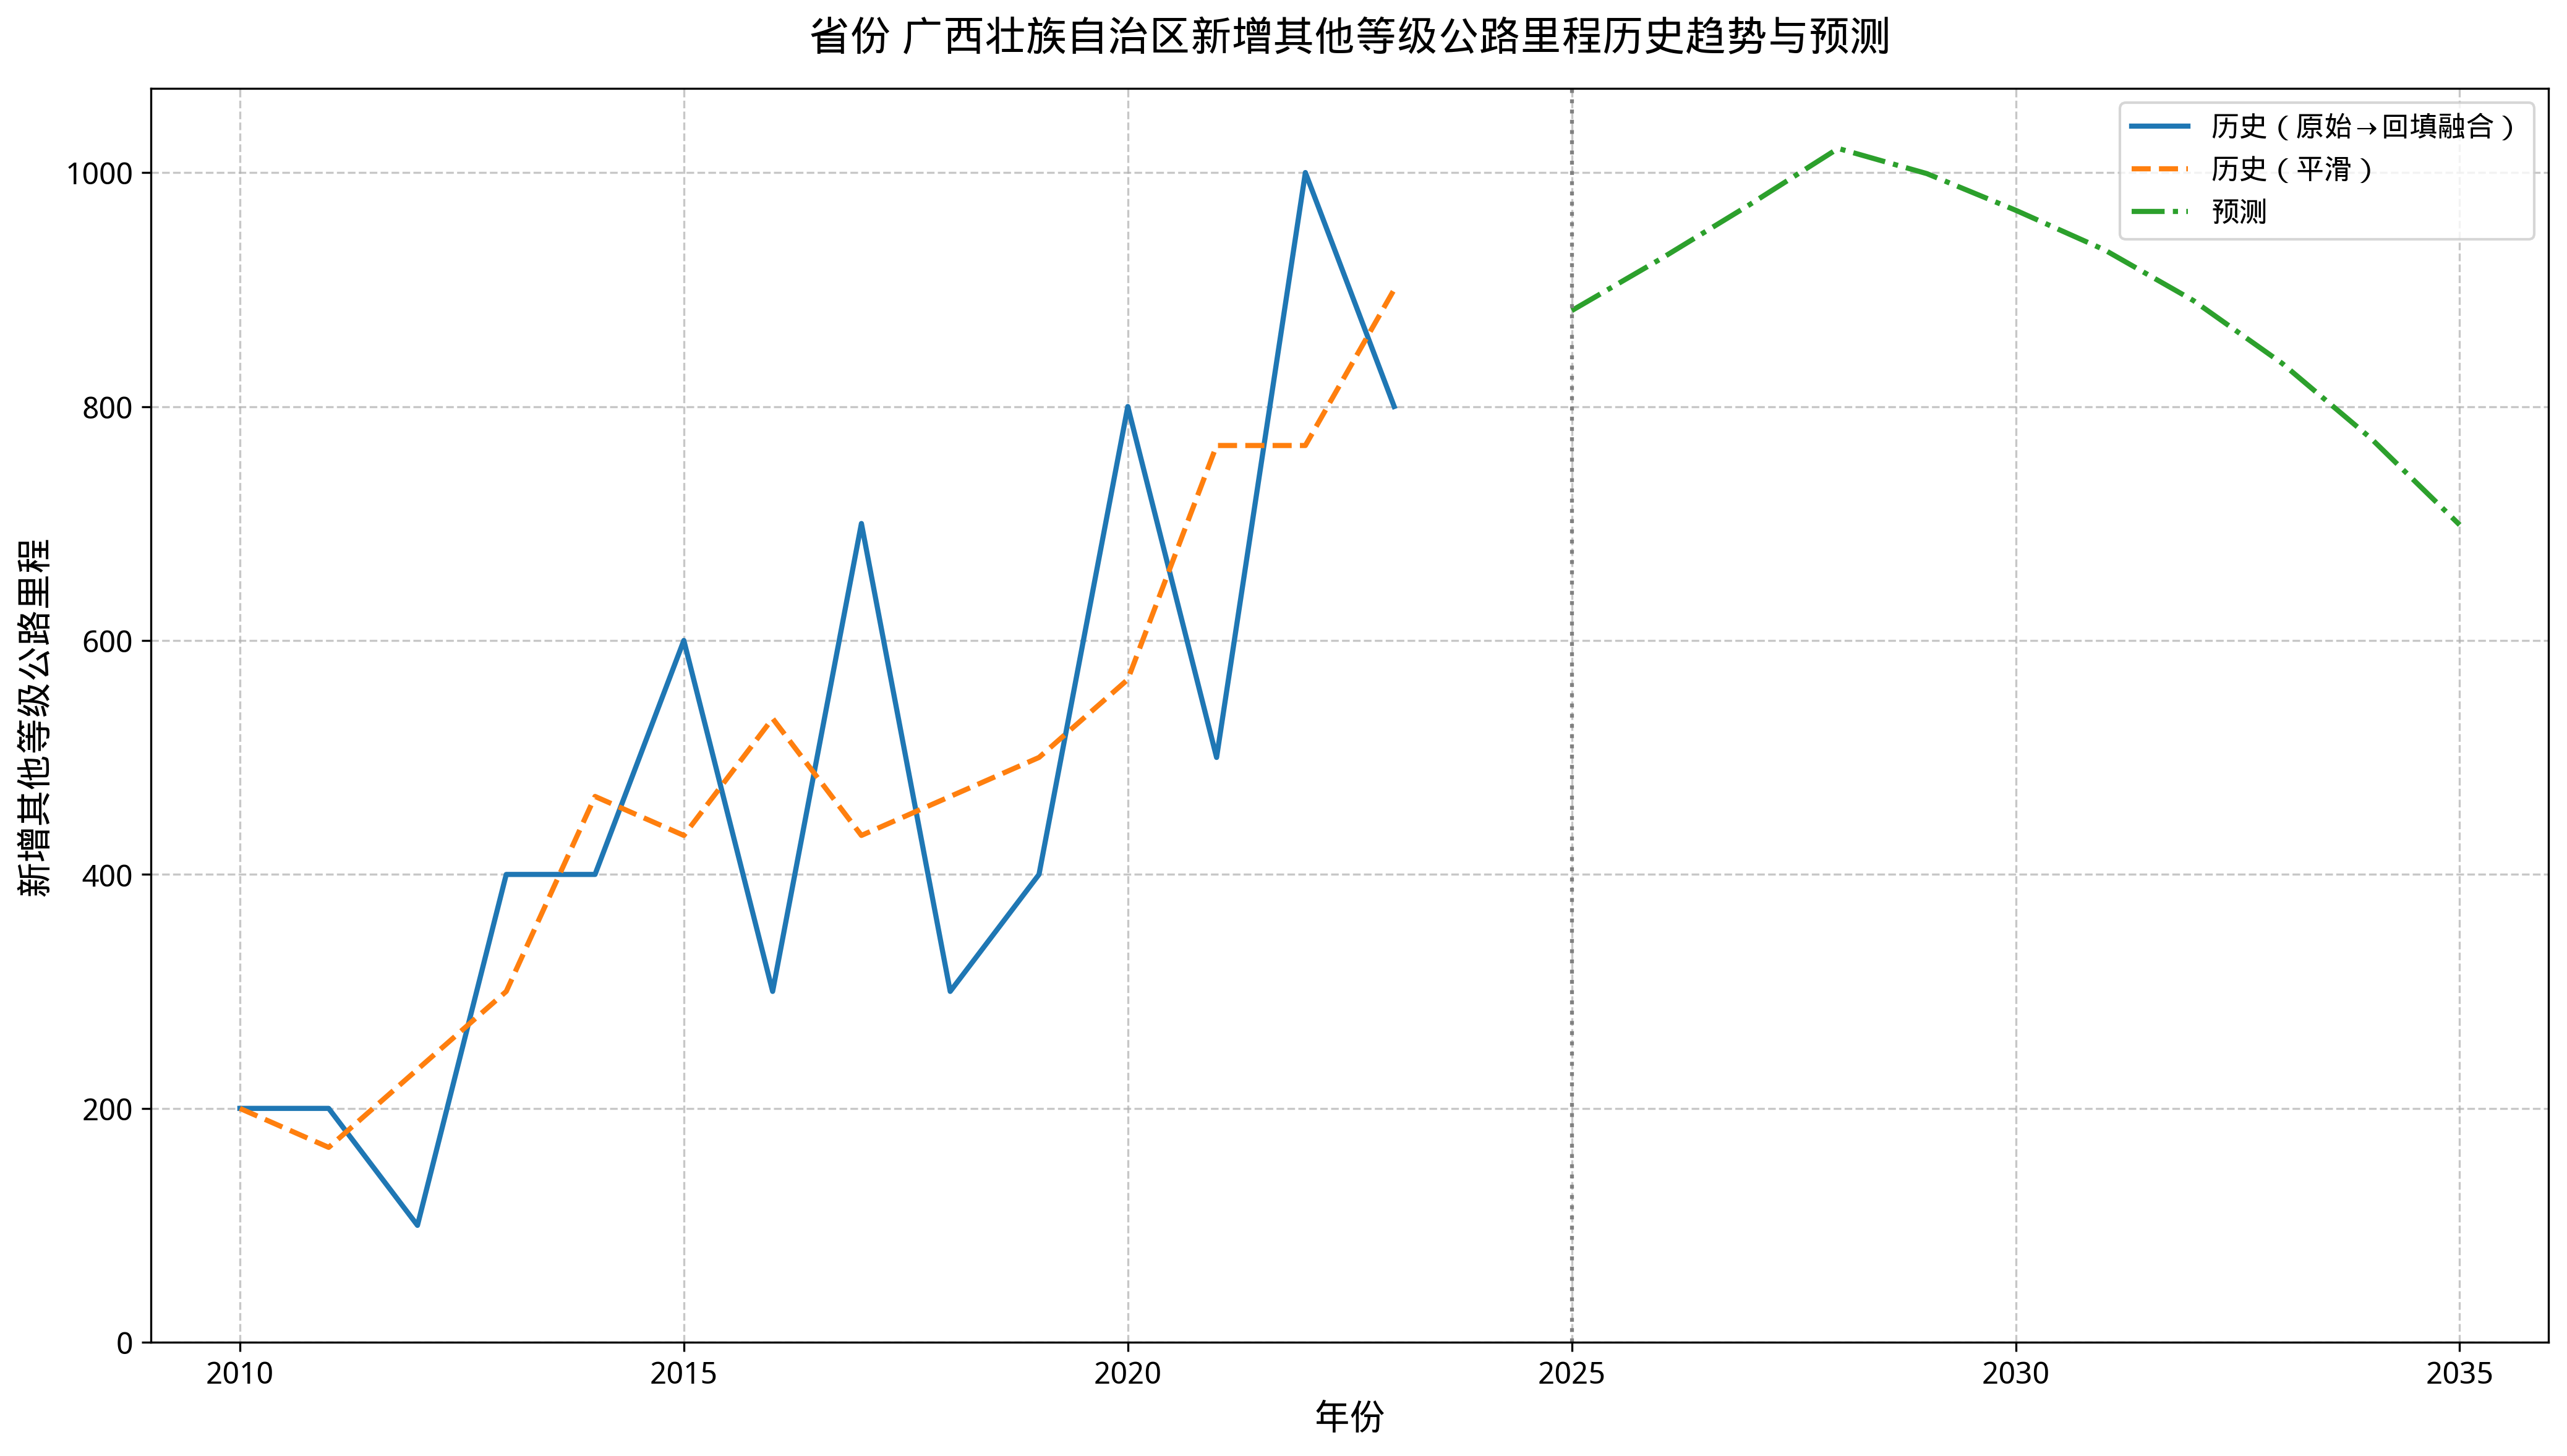 省份 广西壮族自治区新增其他等级公路里程历史趋势与预测
历史（原始→回填融合）
历史（平滑）
预测
新增其他等级公路里程
1000
800
600
400
200
0
2010
2015
2020
2025
2030
2035
年份